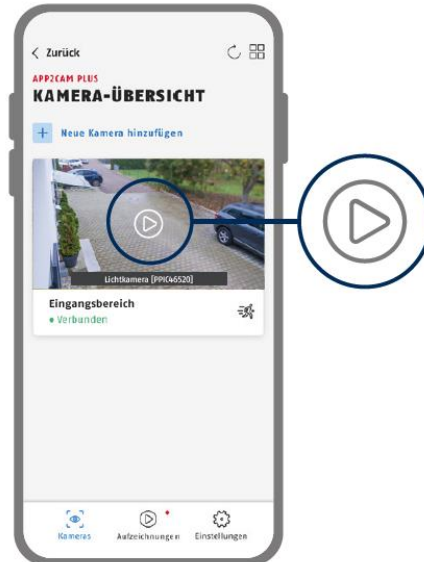 Zurück
APP2CAM PLUS
KAMERA-ÜBERSICHT
Neue Kamera hinzufügen
Lichtkamera [PPIC46520]
Eingangsbereich
Verbunden
Kameras
Aufzeichnungen
Einstellungen